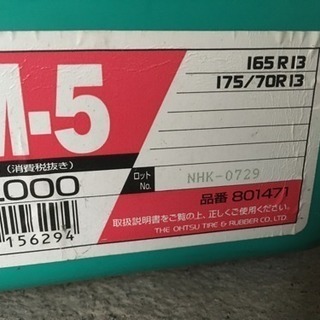 M-5
165R13
175/70R13
(消費税抜き)
,000
ロット
No.
NHK-0729
品番 801471
取扱説明書をご覧の上、正しくご使用ください。
THE OHTSU TIRE & RUBBER CO., LTD
156294